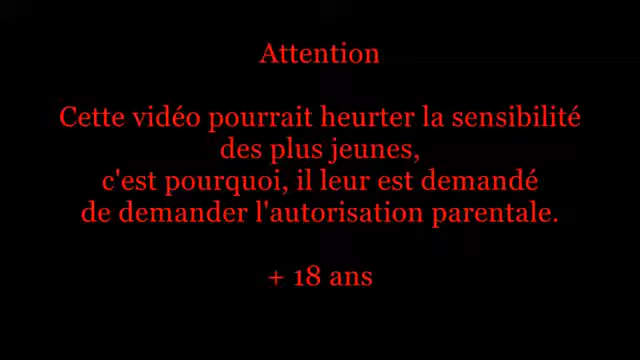 Attention
Cette vidéo pourrait heurter la sensibilité
des plus jeunes,
c'est pourquoi, il leur est demandé
de demander l'autorisation parentale.
+ 18 ans